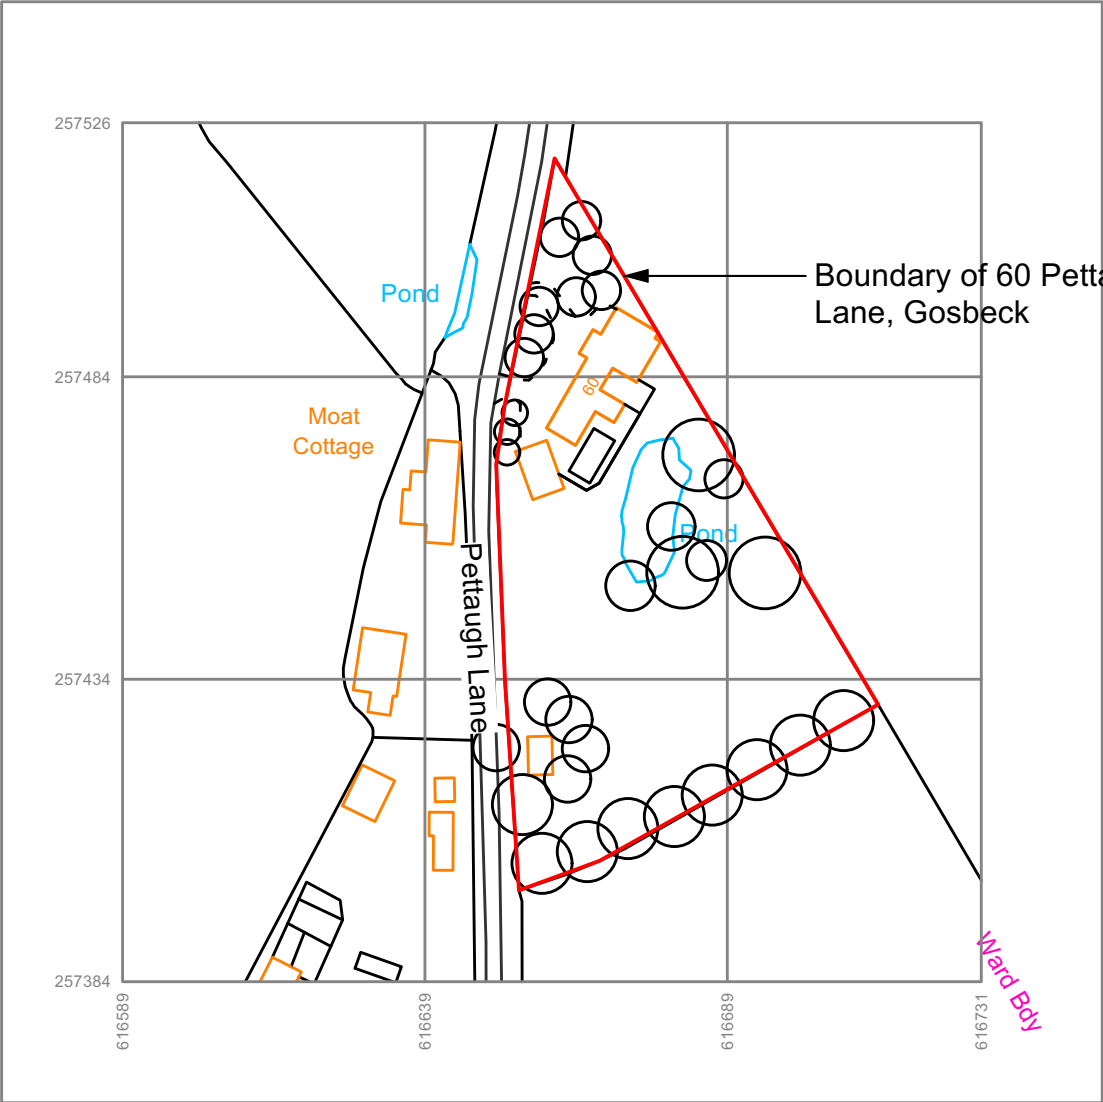 257526
Pond
Boundary of 60 Petta
Lane, Gosbeck
257484
60
Moat
Cottage
Pond
Pettaugh Lane
257434
257384
Ward Bdy
616589
616639
616689
616731